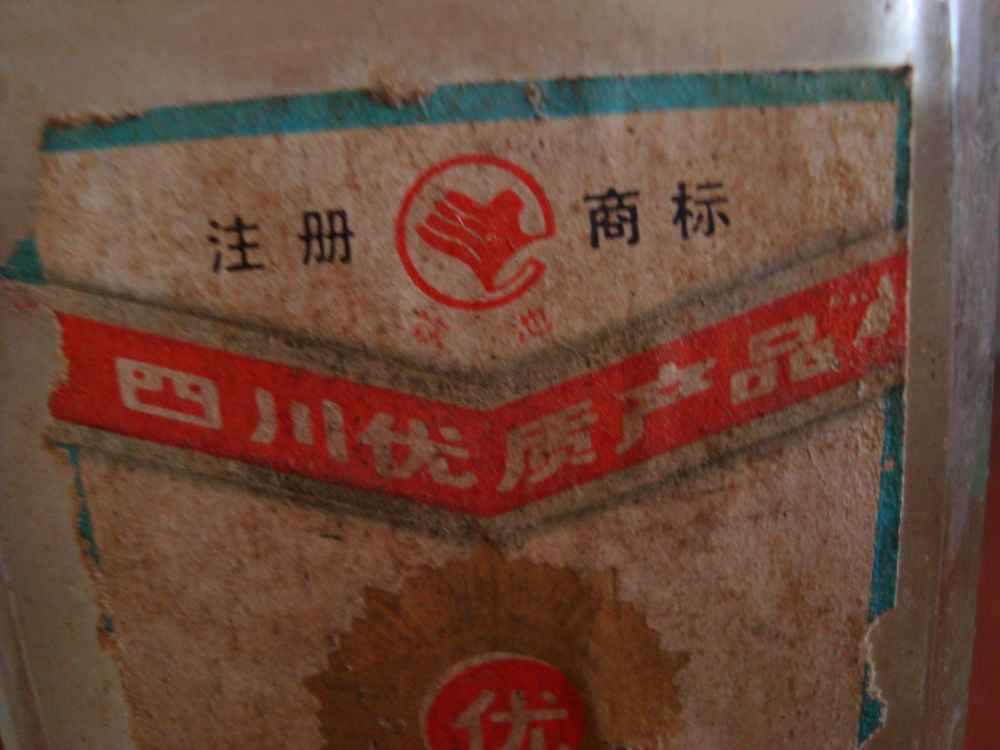 注册 商标
四川优质产品
优